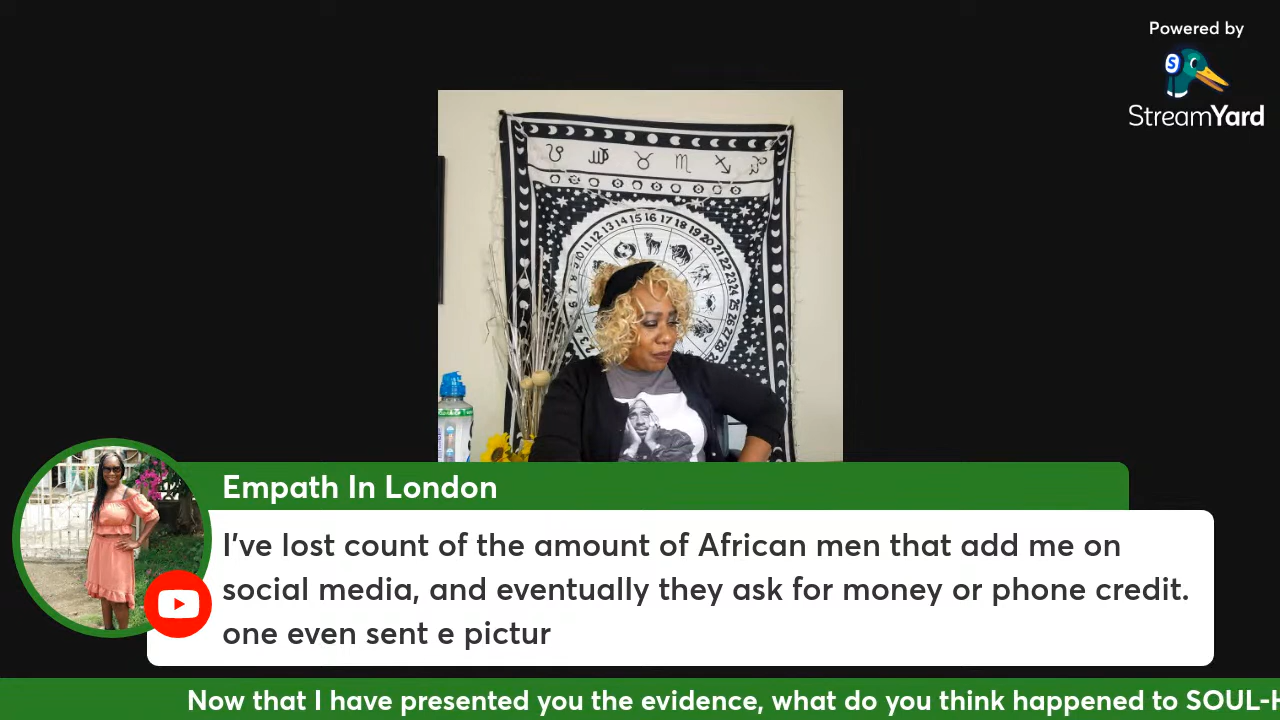 Powered by
S
StreamYard
Empath In London
I've lost count of the amount of African men that add me on
social media, and eventually they ask for money or phone credit.
one even sent e pictur
Now that I have presented you the evidence, what do you think happened to SOUL-H